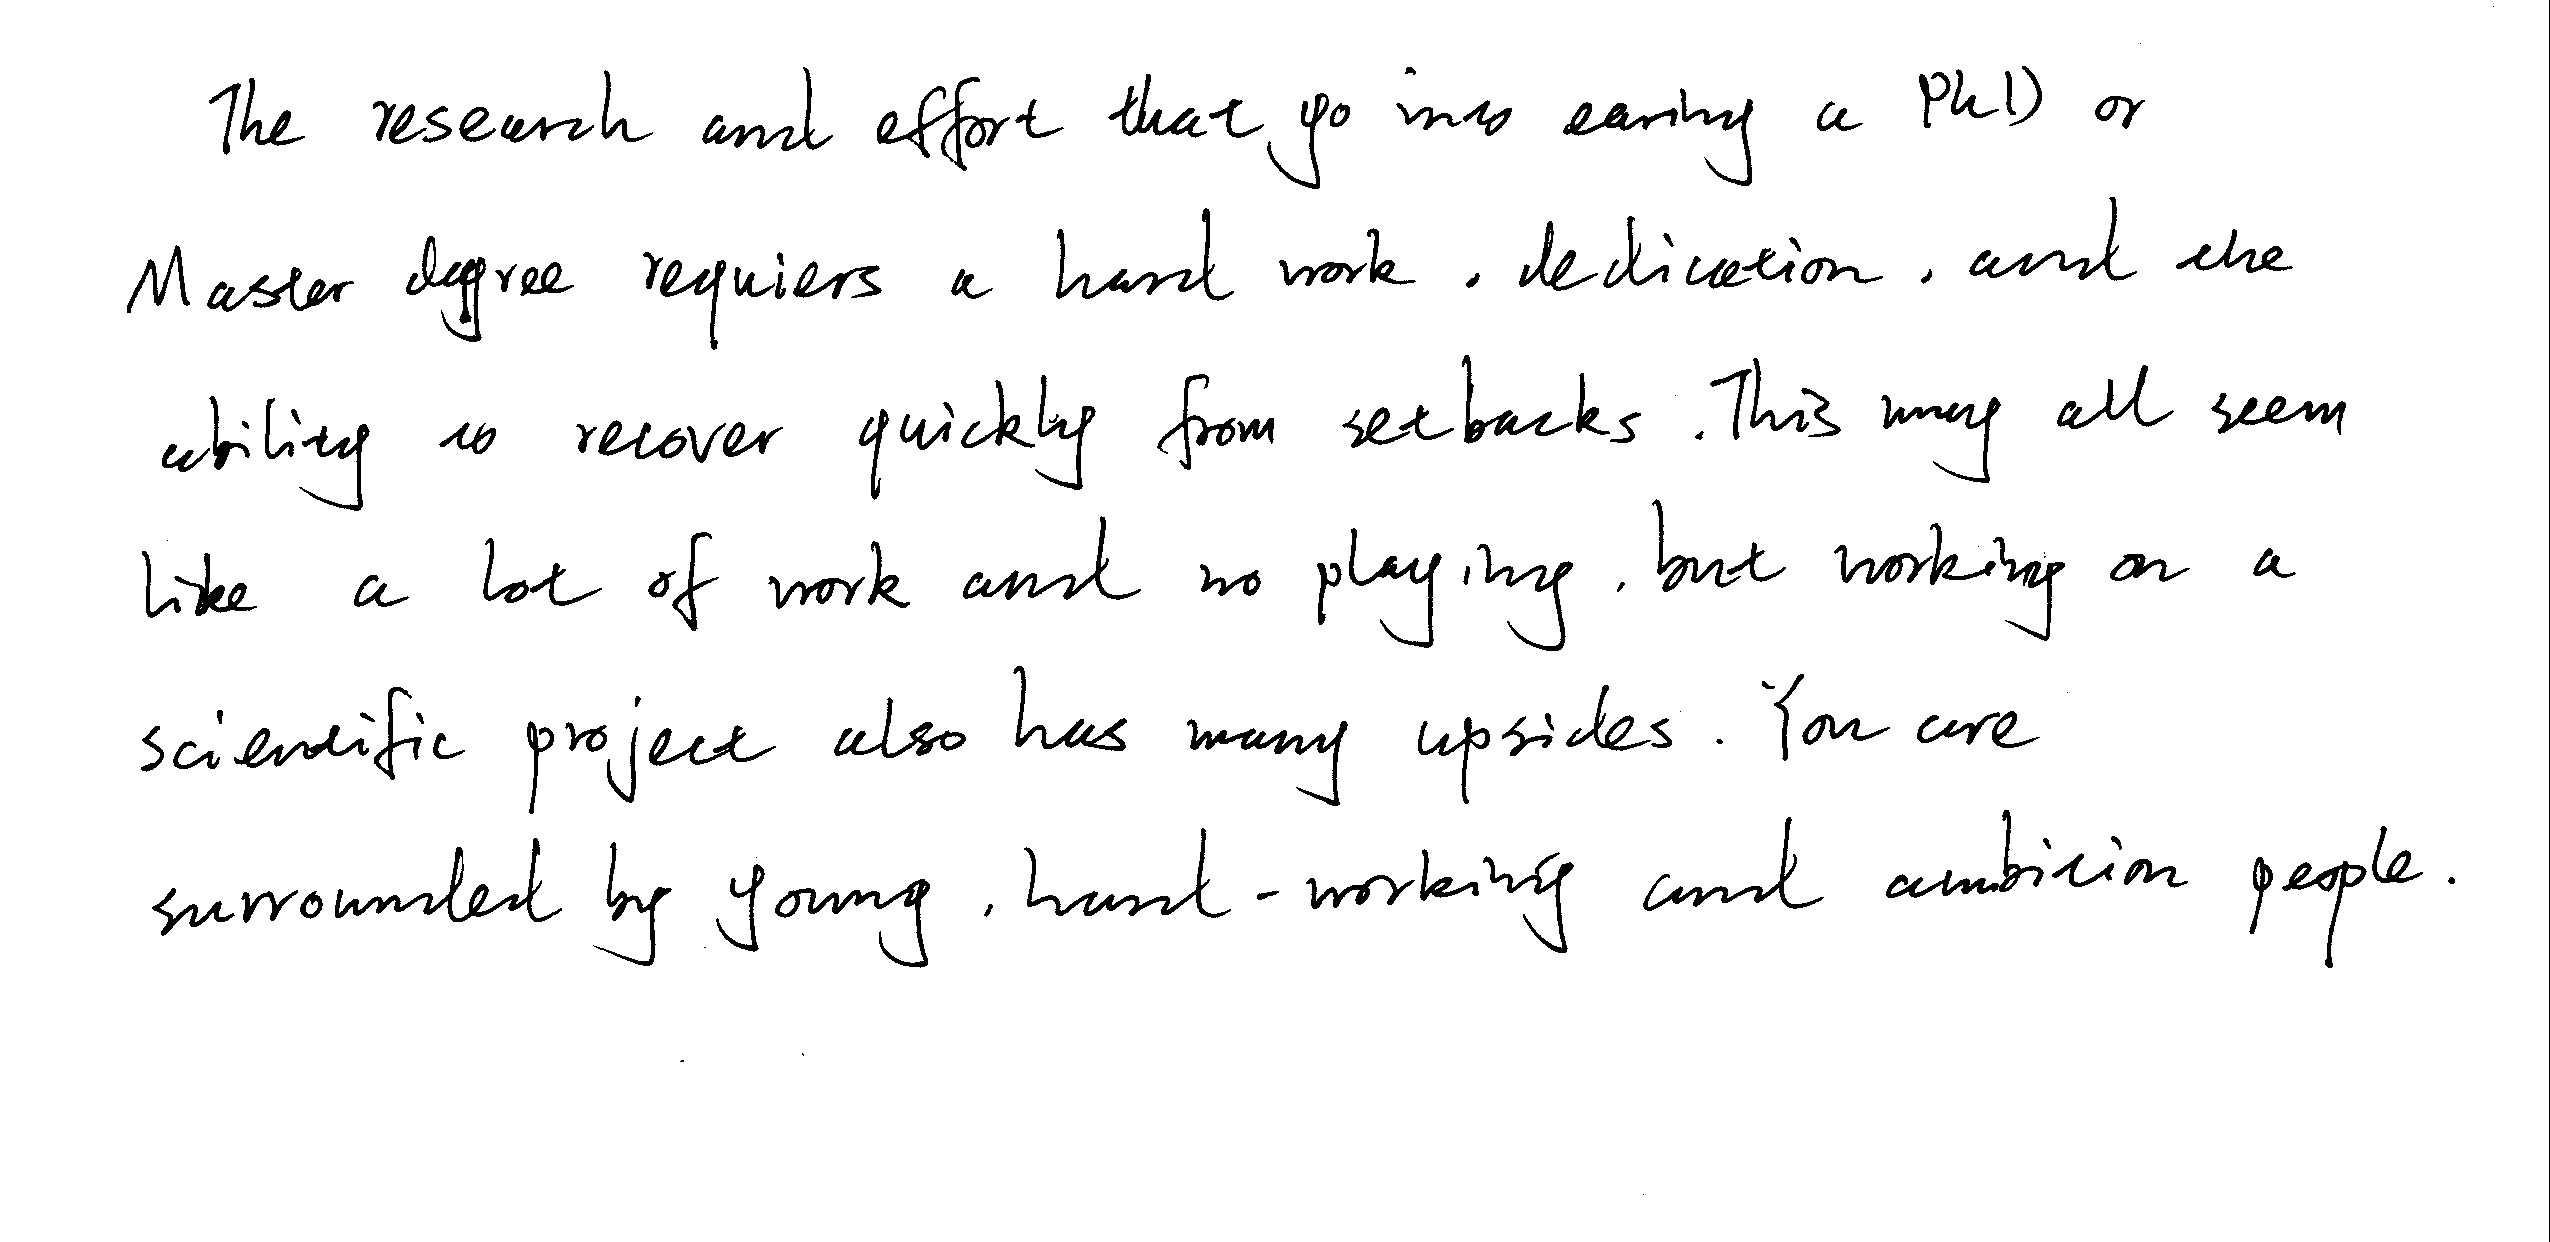 The research and effort that go into earing a PhD or
Master degree requiers a hard work, dedication, and the
ability to recover quickly from setbacks. This may all seem
like a lot of work and no playing, but working on a
scientific project also has many upsides. You are
surrounded by young, hard-working and ambition people.